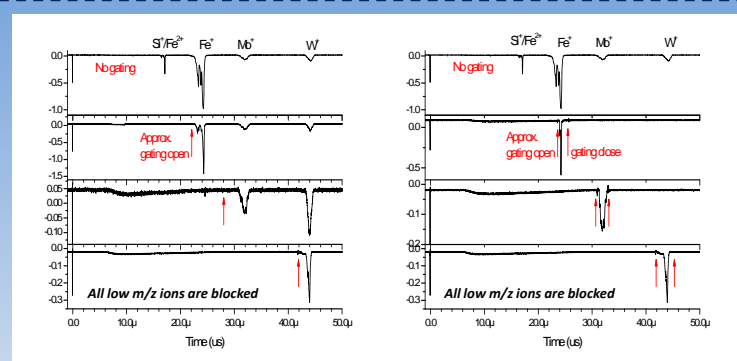 Si⁺/Fe²⁺ Fe⁺ Mo⁺ W⁺
0.0
No gating
-0.5
-1.0
0.0
-0.5
Approx.
gating open
-1.0
-1.5
0.05
0.00
-0.05
-0.10
0.0
-0.1
-0.2
All low m/z ions are blocked
-0.3
0.0 10.0μ 20.0μ 30.0μ 40.0μ 50.0μ
Time (us)
Si⁺/Fe²⁺ Fe⁺ Mo⁺ W⁺
0.0
No gating
-0.5
-1.0
0.0
Approx.
gating open
gating close
-0.5
0.0
-0.1
-0.2
0.0
-0.1
-0.2
All low m/z ions are blocked
-0.3
0.0 10.0μ 20.0μ 30.0μ 40.0μ 50.0μ
Time (us)